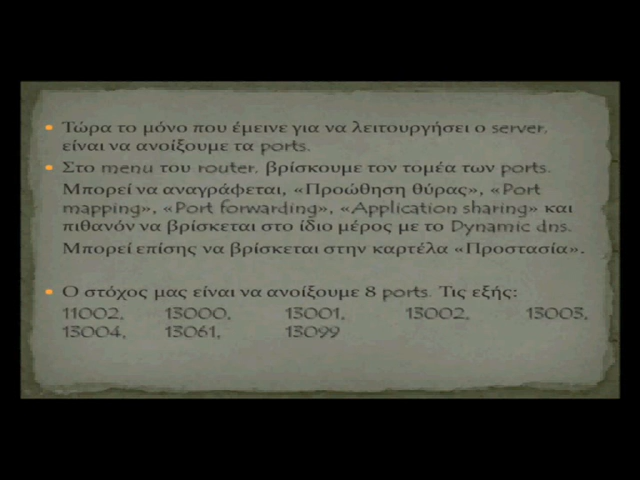 • Τώρα το μόνο που έμεινε για να λειτουργήσει ο server,
είναι να ανοίξουμε τα ports.
• Στο menu του router, βρίσκουμε τον τομέα των ports.
Μπορεί να αναγράφεται, «Προώθηση θύρας», «Port
mapping», «Port forwarding», «Application sharing» και
πιθανόν να βρίσκεται στο ίδιο μέρος με το Dynamic dns.
Μπορεί επίσης να βρίσκεται στην καρτέλα «Προστασία».
• Ο στόχος μας είναι να ανοίξουμε 8 ports. Τις εξής:
11002, 13000, 13001, 13002, 13003,
13004, 13061, 13099